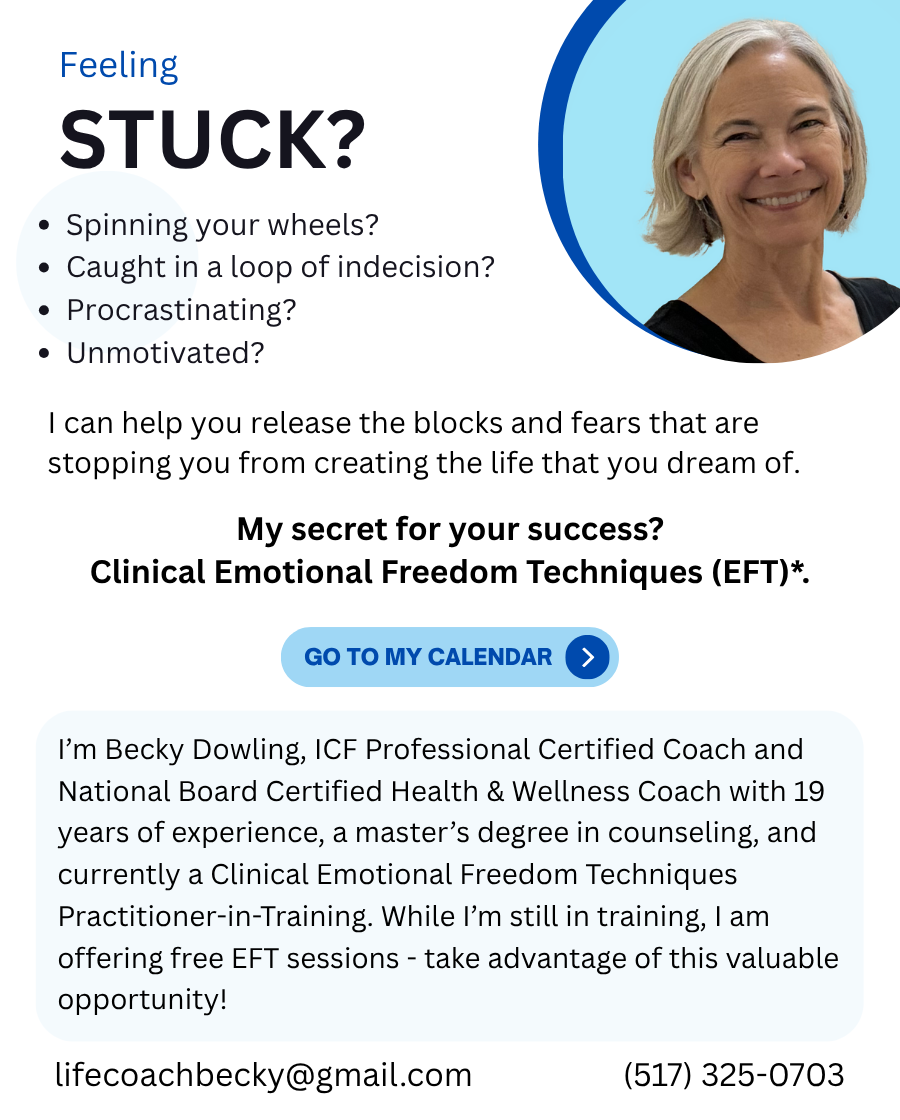 Feeling
STUCK?
• Spinning your wheels?
• Caught in a loop of indecision?
• Procrastinating?
• Unmotivated?
I can help you release the blocks and fears that are
stopping you from creating the life that you dream of.
My secret for your success?
Clinical Emotional Freedom Techniques (EFT)*.
GO TO MY CALENDAR
I’m Becky Dowling, ICF Professional Certified Coach and
National Board Certified Health & Wellness Coach with 19
years of experience, a master’s degree in counseling, and
currently a Clinical Emotional Freedom Techniques
Practitioner-in-Training. While I’m still in training, I am
offering free EFT sessions - take advantage of this valuable
opportunity!
lifecoachbecky@gmail.com (517) 325-0703